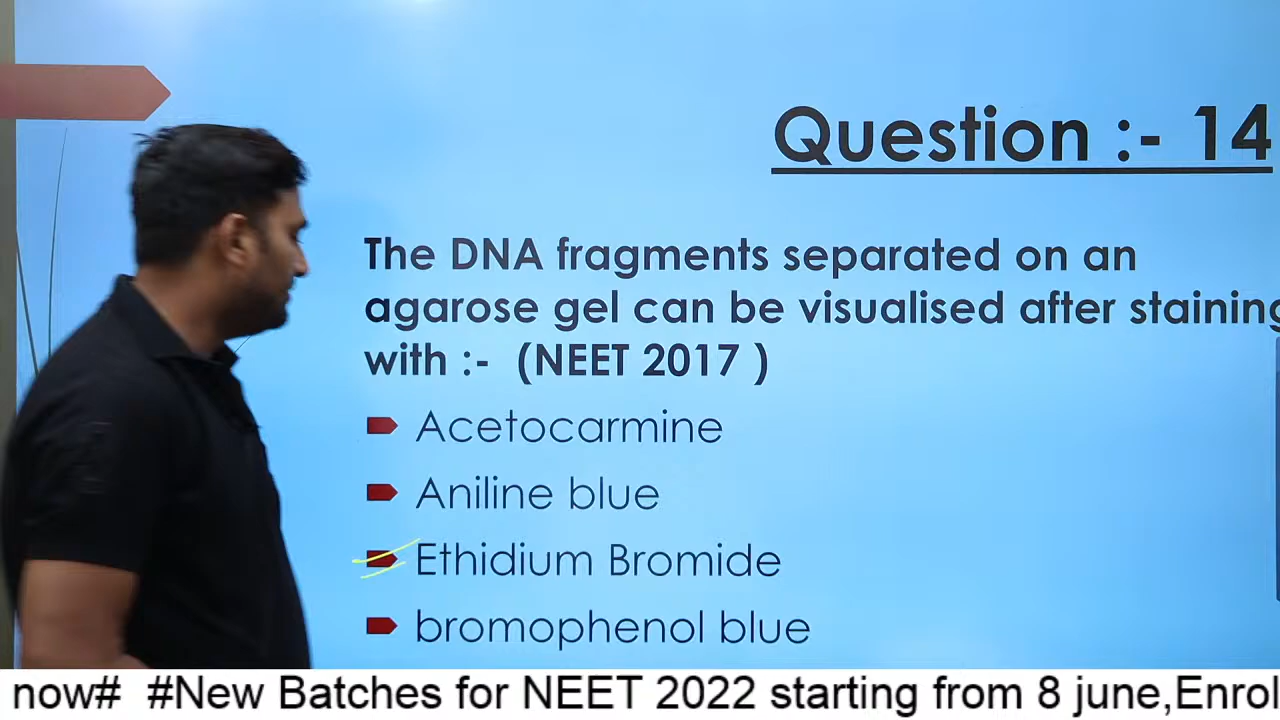 Question :- 14
The DNA fragments separated on an
agarose gel can be visualised after staining
with :- (NEET 2017 )
Acetocarmine
Aniline blue
Ethidium Bromide
bromophenol blue
now# #New Batches for NEET 2022 starting from 8 june,Enrol